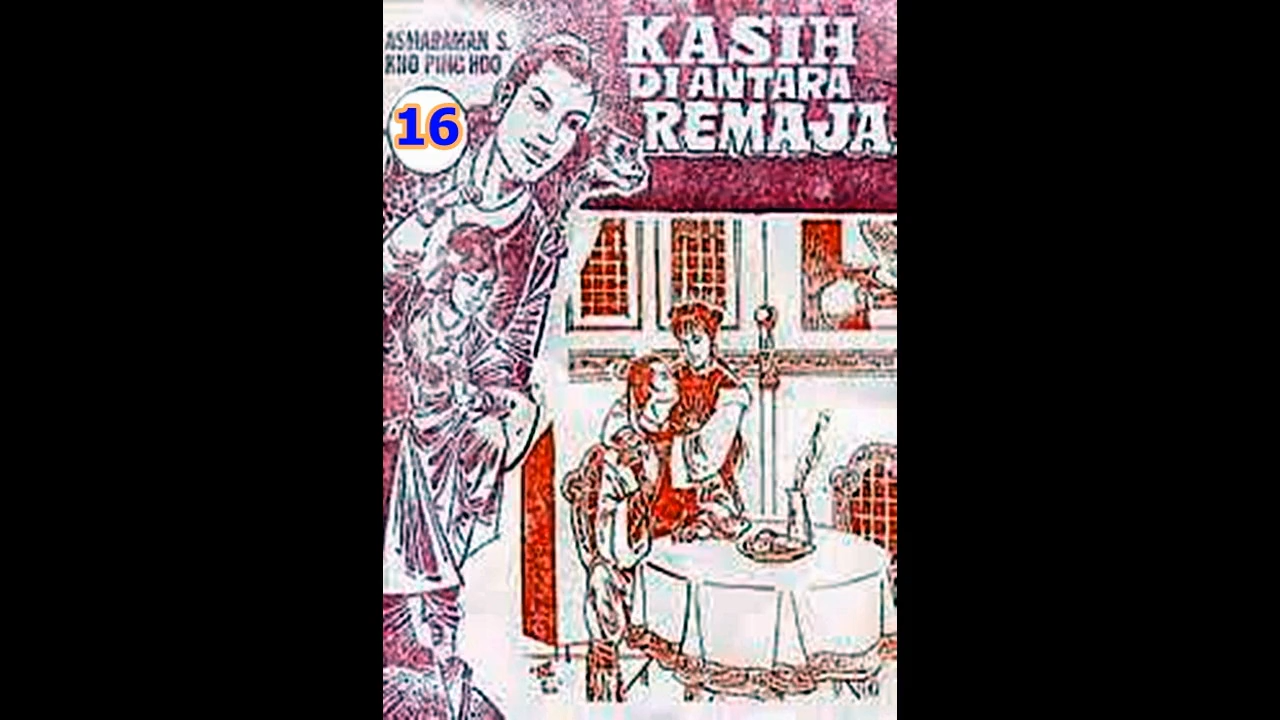 ASMARAMAN S.
KHO PING HOO
16
KASIH
DI ANTARA
REMAJA